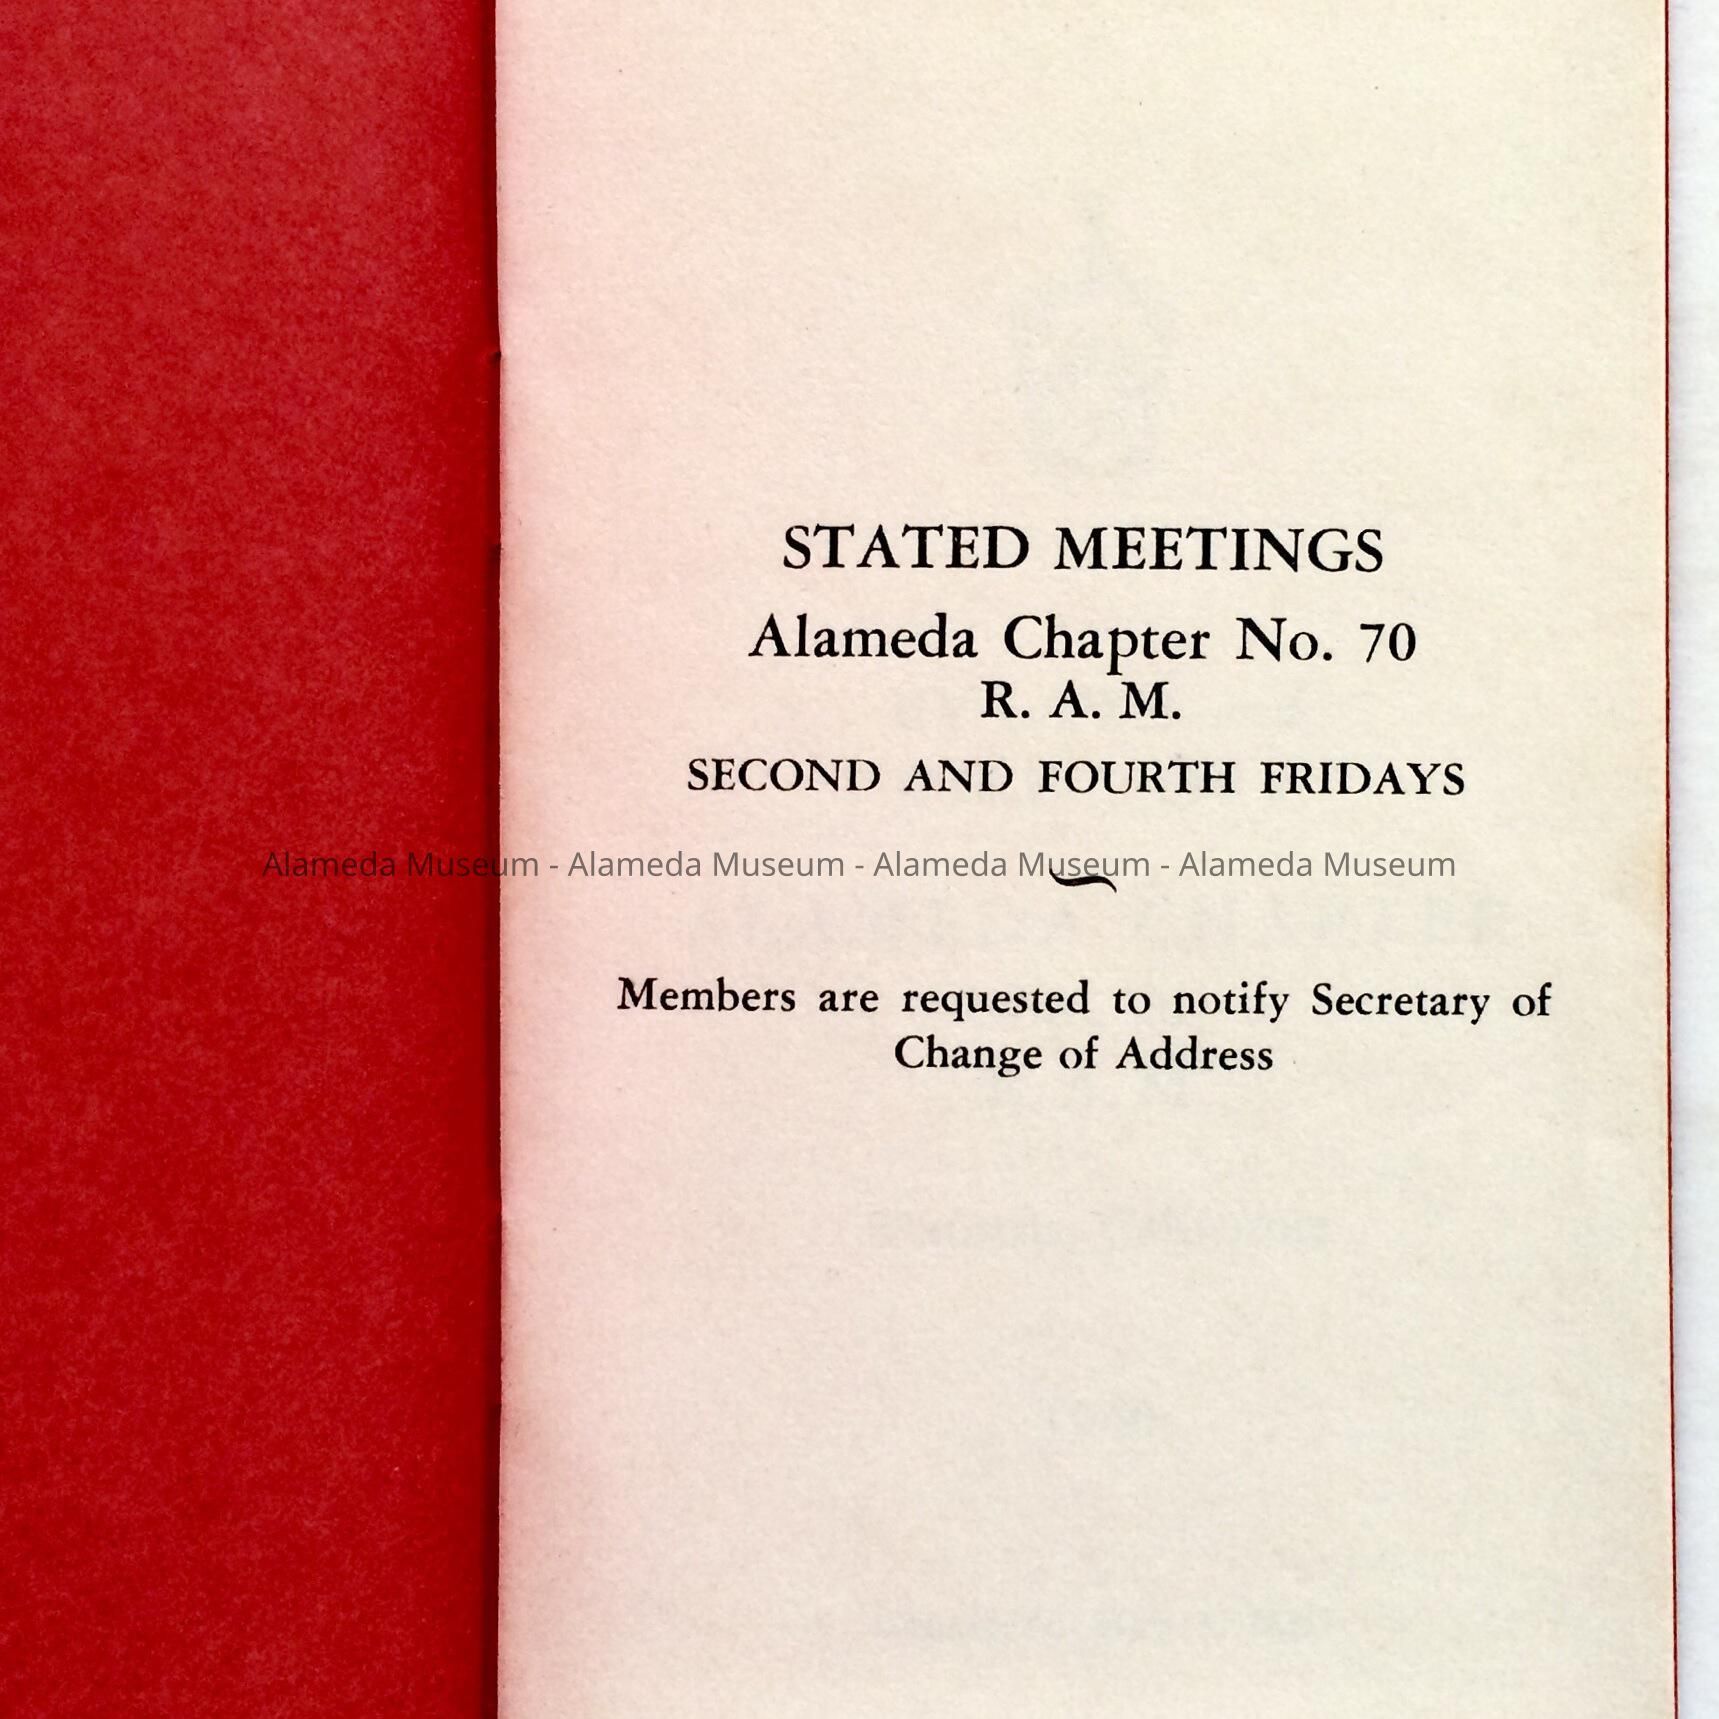 STATED MEETINGS
Alameda Chapter No. 70
R. A. M.
SECOND AND FOURTH FRIDAYS
Alameda Museum - Alameda Museum - Alameda Museum - Alameda Museum
Members are requested to notify Secretary of
Change of Address